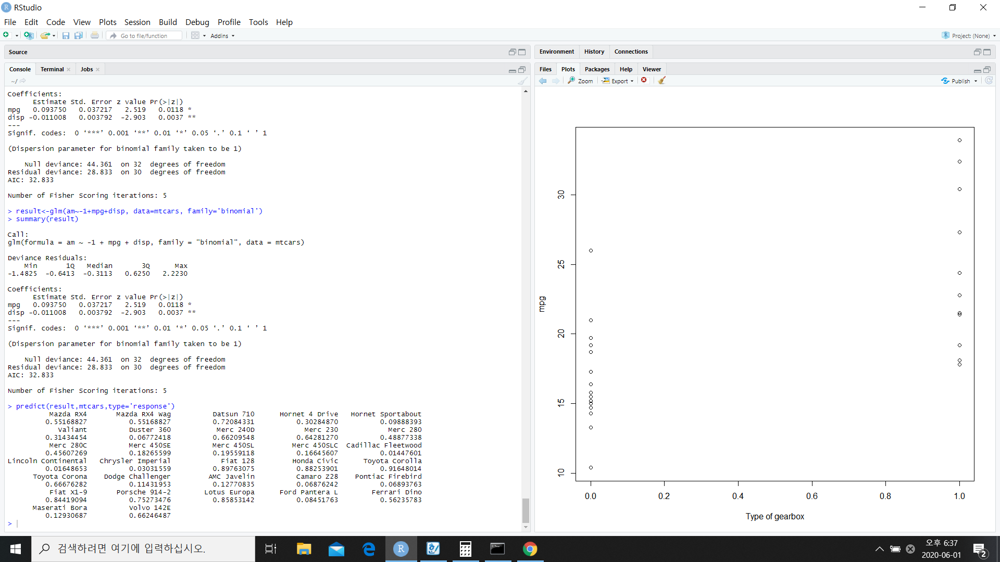 RStudio
File Edit Code View Plots Session Build Debug Profile Tools Help
Go to file/function Addins Project: (None)
Source
Console Terminal Jobs
~/
Coefficients:
      Estimate Std. Error z value Pr(>|z|)
mpg   0.093750   0.037217   2.519   0.0118 *
disp -0.011008   0.003792  -2.903   0.0037 **
---
Signif. codes:  0 ‘***’ 0.001 ‘**’ 0.01 ‘*’ 0.05 ‘.’ 0.1 ‘ ’ 1
(Dispersion parameter for binomial family taken to be 1)
    Null deviance: 44.361  on 32  degrees of freedom
Residual deviance: 28.833  on 30  degrees of freedom
AIC: 32.833
Number of Fisher Scoring iterations: 5
> result<-glm(am~-1+mpg+disp, data=mtcars, family='binomial')
> summary(result)
Call:
glm(formula = am ~ -1 + mpg + disp, family = "binomial", data = mtcars)
Deviance Residuals:
    Min       1Q   Median       3Q      Max
-1.4825  -0.6413  -0.3113   0.6250   2.2230
Coefficients:
      Estimate Std. Error z value Pr(>|z|)
mpg   0.093750   0.037217   2.519   0.0118 *
disp -0.011008   0.003792  -2.903   0.0037 **
---
Signif. codes:  0 ‘***’ 0.001 ‘**’ 0.01 ‘*’ 0.05 ‘.’ 0.1 ‘ ’ 1
(Dispersion parameter for binomial family taken to be 1)
    Null deviance: 44.361  on 32  degrees of freedom
Residual deviance: 28.833  on 30  degrees of freedom
AIC: 32.833
Number of Fisher Scoring iterations: 5
> predict(result,mtcars,type='response')
Mazda RX4 Mazda RX4 Wag Datsun 710 Hornet 4 Drive Hornet Sportabout
0.55168827 0.55168827 0.72084331 0.30284870 0.09888393
Valiant Duster 360 Merc 240D Merc 230 Merc 280
0.31434454 0.06772418 0.66209548 0.64281270 0.48877338
Merc 280C Merc 450SE Merc 450SL Merc 450SLC Cadillac Fleetwood
0.45607269 0.18265599 0.19559118 0.16645607 0.01447601
Lincoln Continental Chrysler Imperial Fiat 128 Honda Civic Toyota Corolla
0.01648653 0.03031559 0.89763075 0.88253901 0.91648014
Toyota Corona Dodge Challenger AMC Javelin Camaro Z28 Pontiac Firebird
0.66676282 0.11431953 0.12770835 0.06876242 0.06893763
Fiat X1-9 Porsche 914-2 Lotus Europa Ford Pantera L Ferrari Dino
0.84419094 0.75273476 0.85853142 0.08451763 0.56235783
Maserati Bora Volvo 142E
0.12930687 0.66246487
>
Environment History Connections
Files Plots Packages Help Viewer
Zoom Export Publish
mpg
30
25
20
15
10
0.0 0.2 0.4 0.6 0.8 1.0
Type of gearbox
검색하려면 여기에 입력하십시오.
오후 6:37
2020-06-01
2